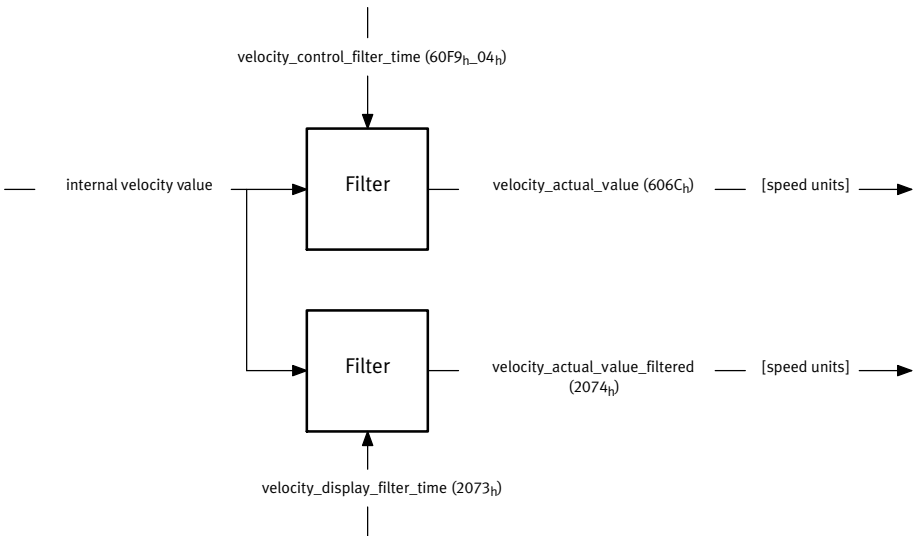 velocity_control_filter_time (60F9h_04h)
internal velocity value
Filter
velocity_actual_value (606Ch)
[speed units]
Filter
velocity_actual_value_filtered
(2074h)
[speed units]
velocity_display_filter_time (2073h)